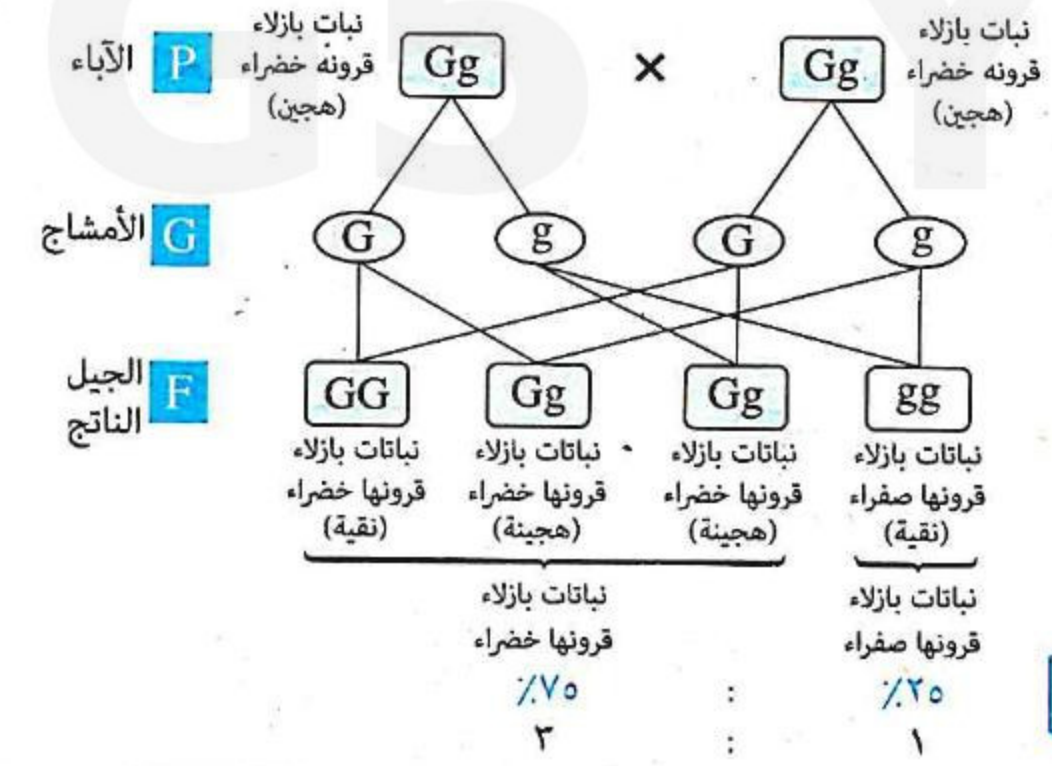 الآباء P
نبات بازلاء
قرونه خضراء
(هجين)
Gg × Gg
نبات بازلاء
قرونه خضراء
(هجين)
الأمشاج G
G g G g
الجيل
الناتج
F
GG Gg Gg gg
نباتات بازلاء
قرونها خضراء
(نقية)
نباتات بازلاء
قرونها خضراء
(هجينة)
نباتات بازلاء
قرونها خضراء
(هجينة)
نباتات بازلاء
قرونها صفراء
(نقية)
نباتات بازلاء
قرونها خضراء
نباتات بازلاء
قرونها صفراء
٪٧٥ : ٪٢٥
٣ : ١